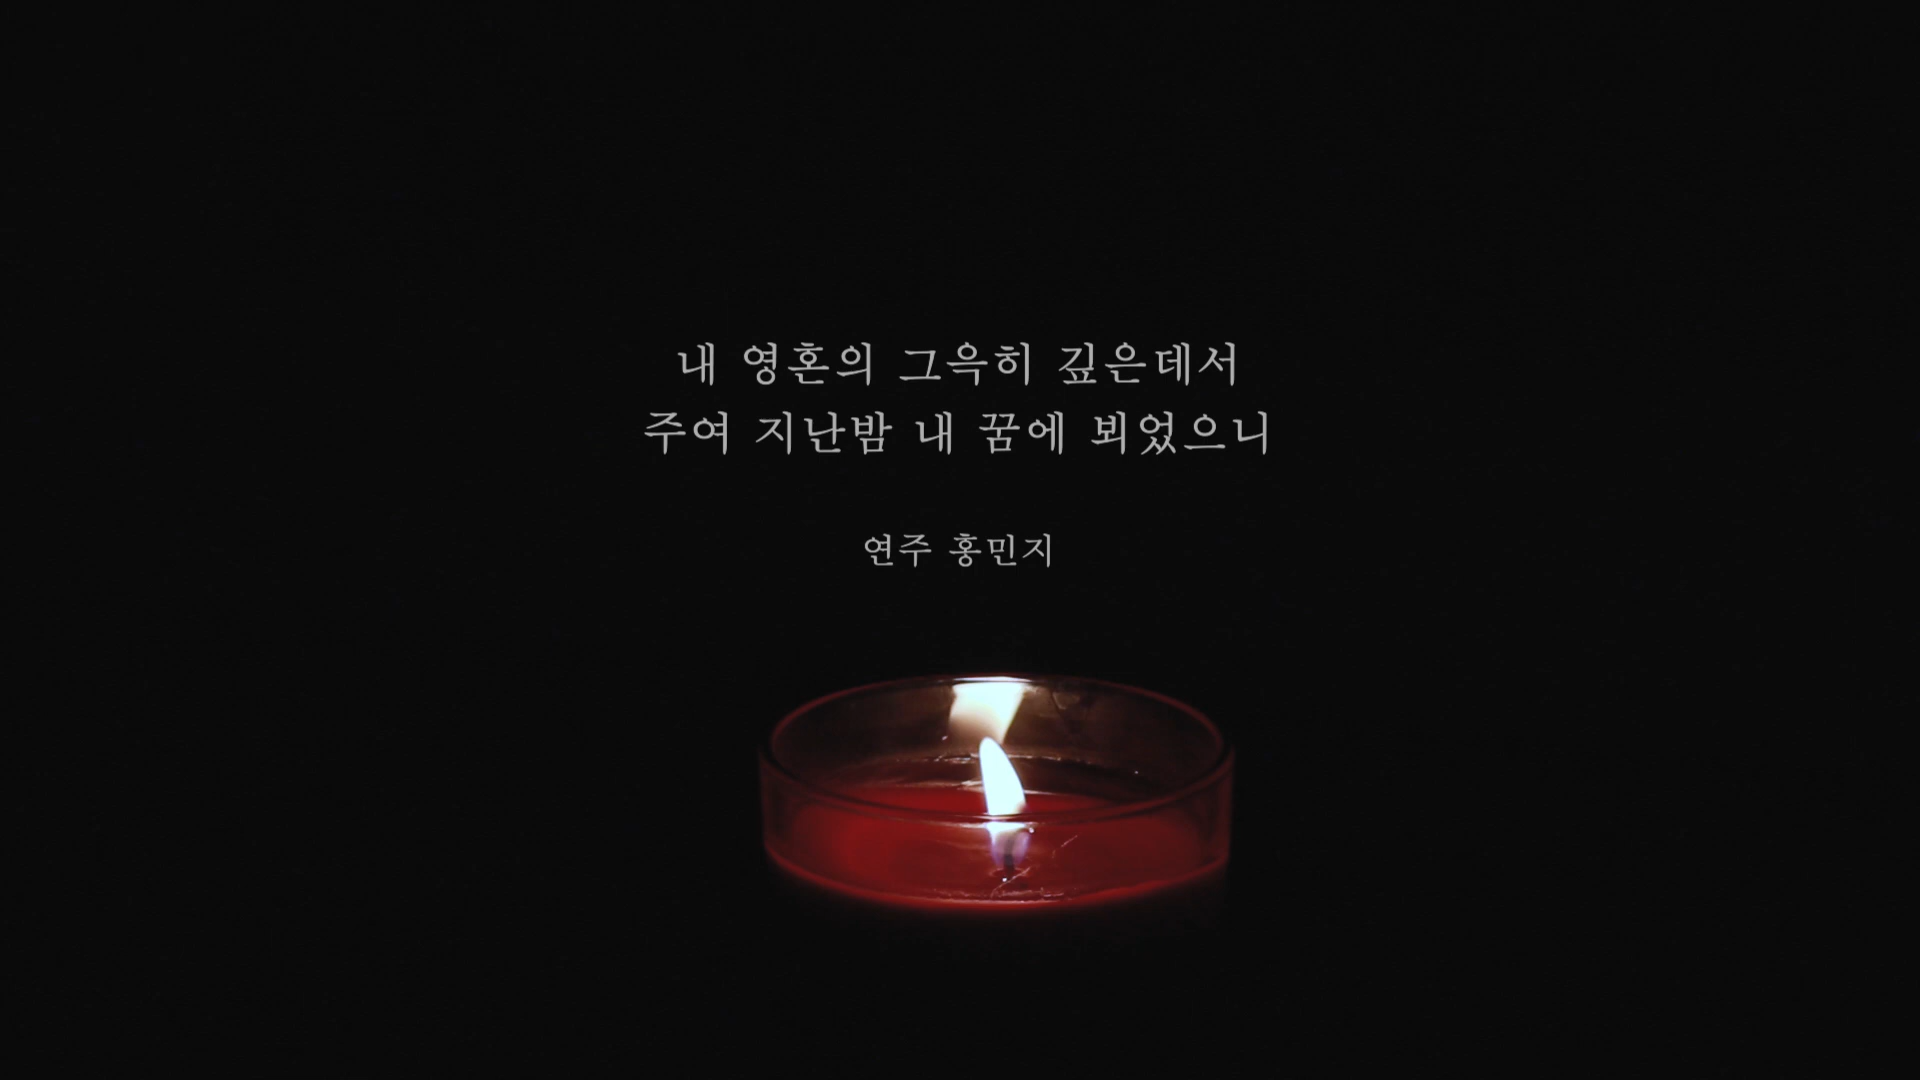 내 영혼의 그윽히 깊은데서
주여 지난밤 내 꿈에 뵈었으니
연주 홍민지